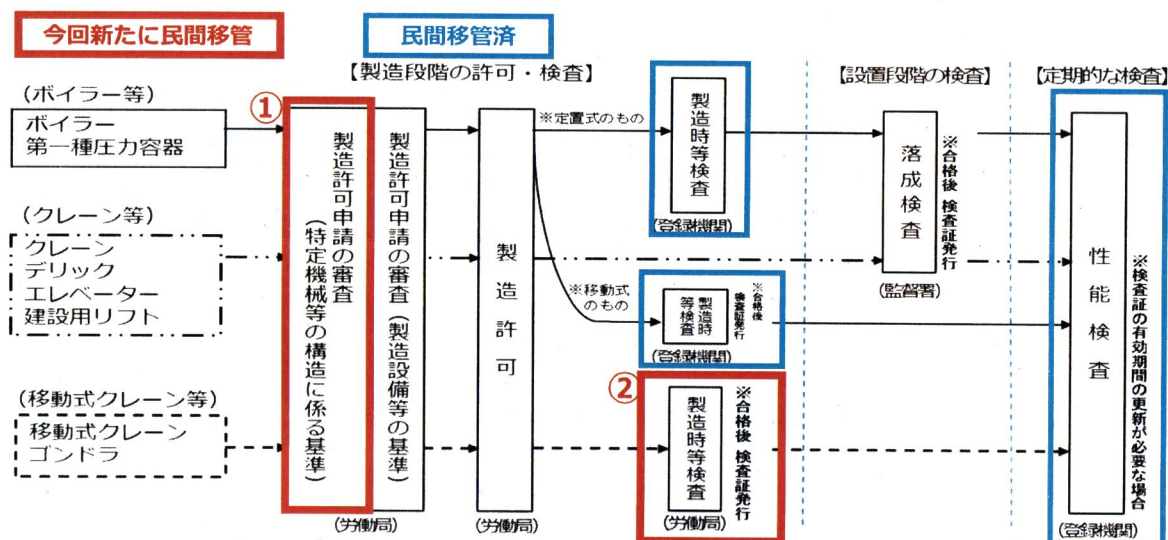 今回新たに民間移管
民間移管済
【製造段階の許可・検査】
【設置段階の検査】
【定期的な検査】
(ボイラー等)
ボイラー
第一種圧力容器
(クレーン等)
クレーン
デリック
エレベーター
建設用リフト
(移動式クレーン等)
移動式クレーン
ゴンドラ
①
製造許可申請の審査
(特定機械等の構造に係る基準)
製造許可申請の審査(製造設備等の基準)
(労働局)
製造許可
(労働局)
※定置式のもの
製造時等検査
(登録機関)
※移動式
のもの
製造時
等検査
※合格後
検査証発行
(登録機関)
②
製造時等検査
※合格後 検査証発行
(労働局)
落成検査
※合格後 検査証発行
(監督署)
性能検査
※検査証の有効期間の更新が必要な場合
(登録機関)